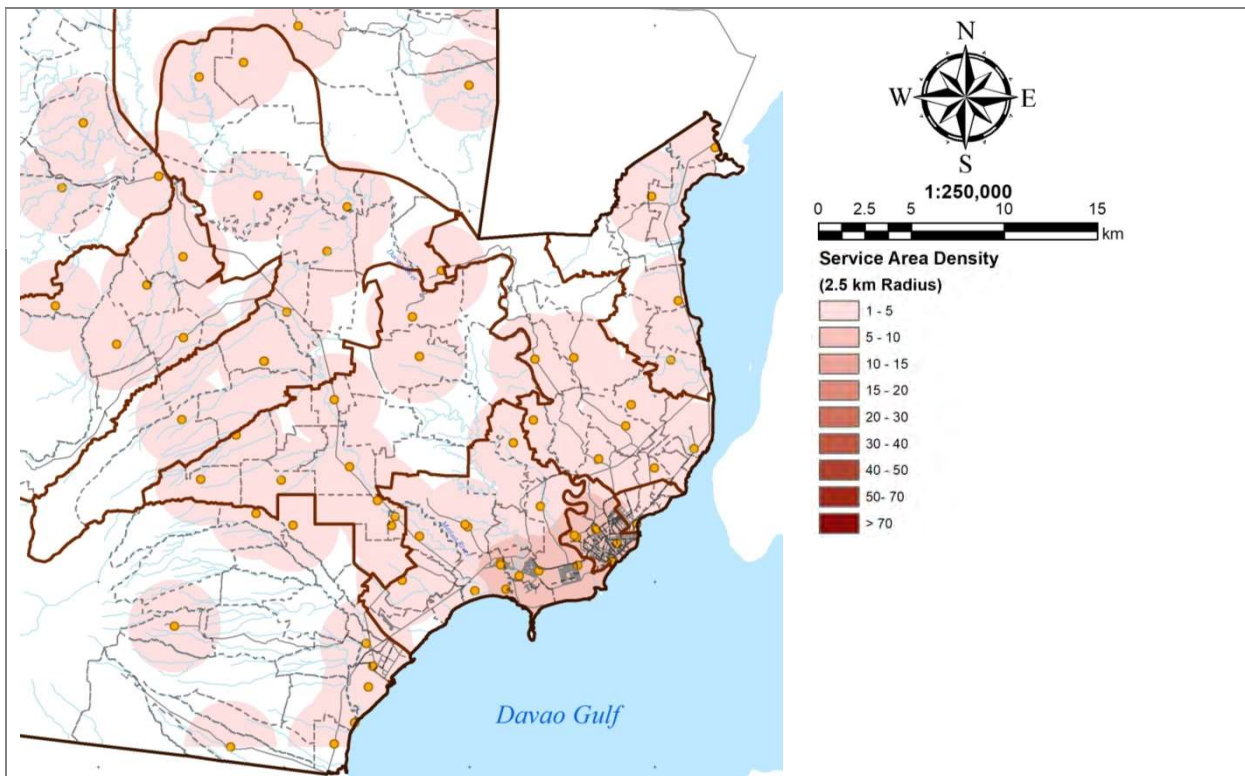 N
W
E
S
1:250,000
0 2.5 5 10 15
km
Service Area Density
(2.5 km Radius)
1 - 5
5 - 10
10 - 15
15 - 20
20 - 30
30 - 40
40 - 50
50- 70
> 70
Davao Gulf